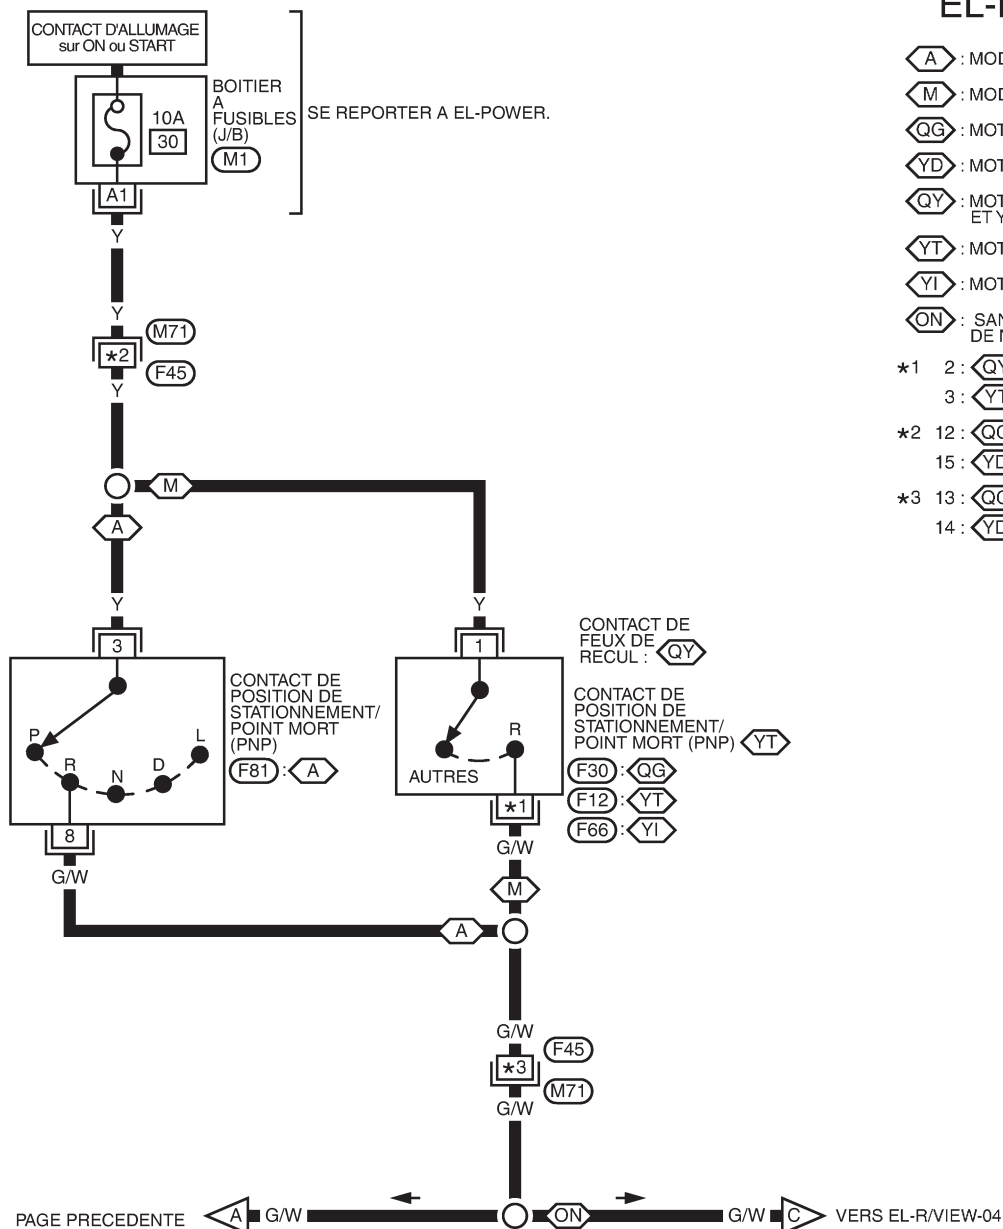 EL-
CONTACT D'ALLUMAGE
sur ON ou START
BOITIER
A
FUSIBLES
(J/B)
M1
10A
30
SE REPORTER A EL-POWER.
A1
Y
Y
M71
★2
F45
Y
M
A
Y
Y
3
1
CONTACT DE
POSITION DE
STATIONNEMENT/
POINT MORT
(PNP)
F81 : A
P
R
N
D
L
8
G/W
CONTACT DE
FEUX DE
RECUL : QY
CONTACT DE
POSITION DE
STATIONNEMENT/
POINT MORT (PNP) YT
F30 : QG
F12 : YT
F66 : YI
R
AUTRES
★1
G/W
M
A
G/W
F45
★3
M71
G/W
PAGE PRECEDENTE A G/W ON G/W C VERS EL-R/VIEW-04
A : MOD
M : MOD
QG : MOT
YD : MOT
QY : MOT
ET Y
YT : MOT
YI : MOT
ON : SAN
DE
★1 2 : QY
3 : YT
★2 12 : QG
15 : YD
★3 13 : QG
14 : YD